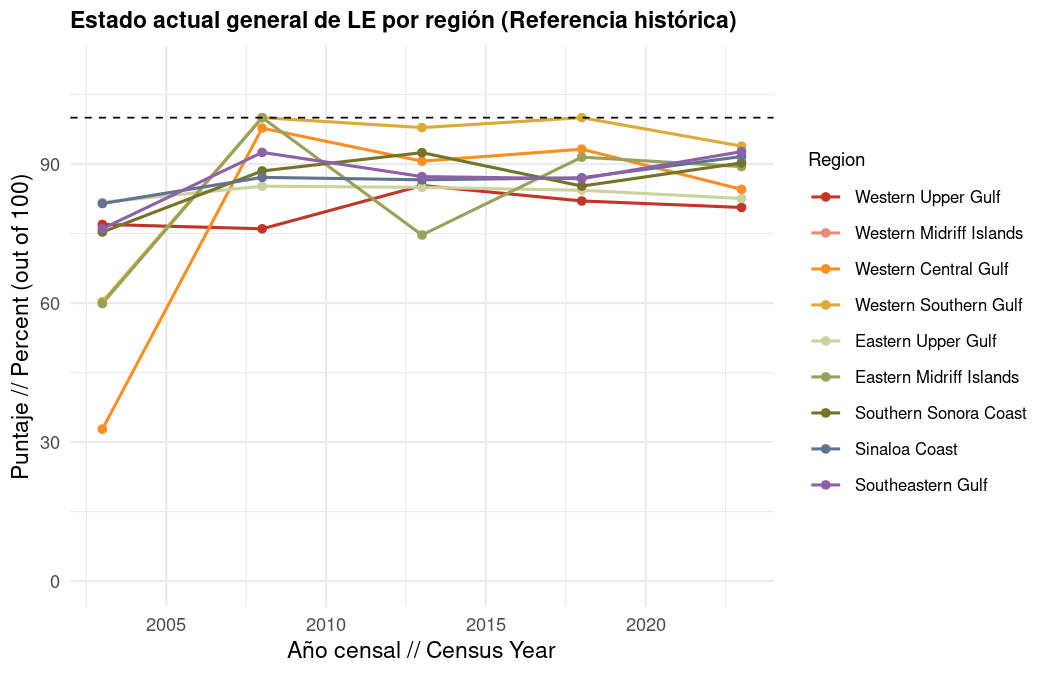 Estado actual general de LE por región (Referencia histórica)
Puntaje // Percent (out of 100)
90
60
30
0
2005
2010
2015
2020
Año censal // Census Year
Region
Western Upper Gulf
Western Midriff Islands
Western Central Gulf
Western Southern Gulf
Eastern Upper Gulf
Eastern Midriff Islands
Southern Sonora Coast
Sinaloa Coast
Southeastern Gulf